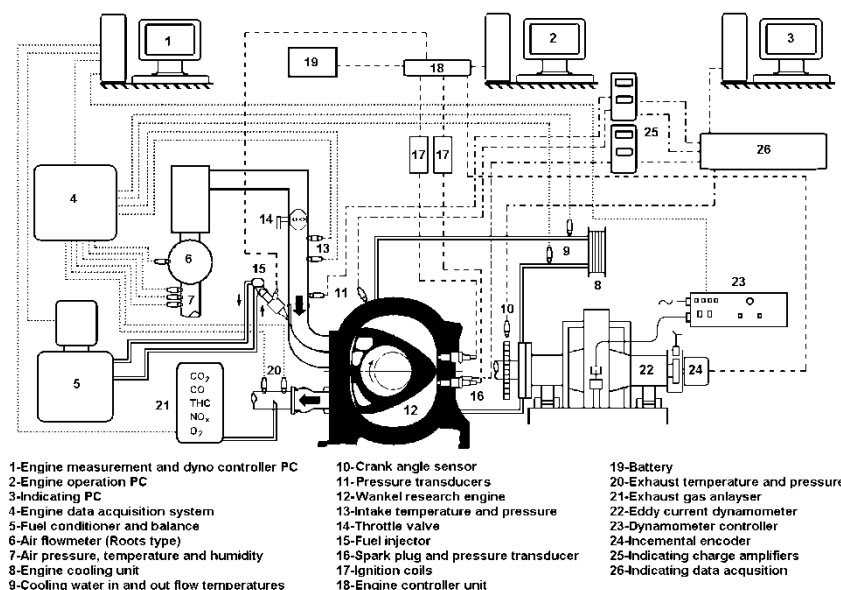 1
2
3
19
18
17
17
25
26
4
14
13
6
15
11
9
8
23
7
10
5
20
21
CO₂
CO
THC
NOₓ
O₂
12
16
22
24
1-Engine measurement and dyno controller PC
2-Engine operation PC
3-Indicating PC
4-Engine data acquisition system
5-Fuel conditioner and balance
6-Air flowmeter (Roots type)
7-Air pressure, temperature and humidity
8-Engine cooling unit
9-Cooling water in and out flow temperatures
10-Crank angle sensor
11-Pressure transducers
12-Wankel research engine
13-Intake temperature and pressure
14-Throttle valve
15-Fuel injector
16-Spark plug and pressure transducer
17-Ignition coils
18-Engine controller unit
19-Battery
20-Exhaust temperature and pressure
21-Exhaust gas anlayser
22-Eddy current dynamometer
23-Dynamometer controller
24-Incemental encoder
25-Indicating charge amplifiers
26-Indicating data acqusition